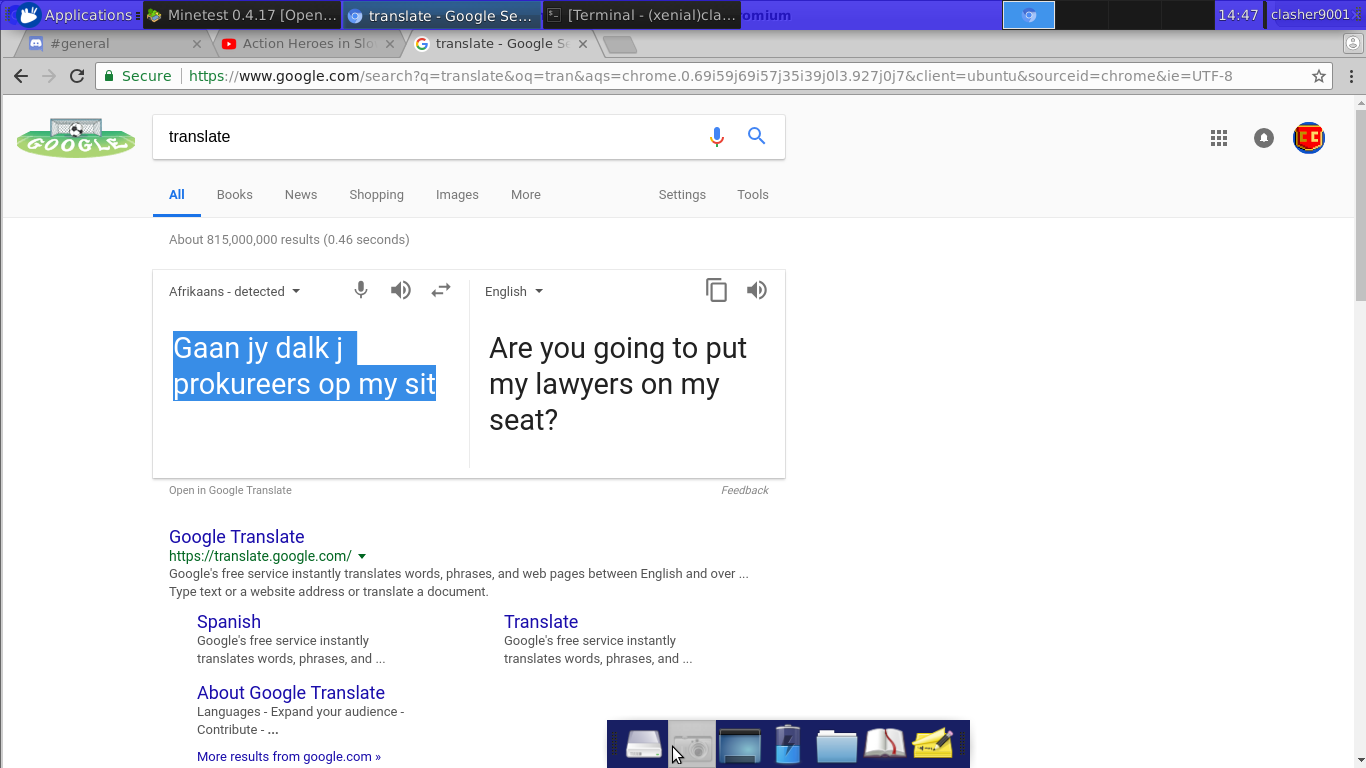 Applications
Minetest 0.4.17 [Open...
translate - Google Se...
[Terminal - (xenial)cla...
omium
14:47
clasher9001
#general
Action Heroes in Slo
translate - Google Se
Secure
https://www.google.com/search?q=translate&oq=tran&aqs=chrome.0.69i59j69i57j35i39j0l3.927j0j7&client=ubuntu&sourceid=chrome&ie=UTF-8
GOOGLE
translate
All Books News Shopping Images More Settings Tools
About 815,000,000 results (0.46 seconds)
Afrikaans - detected
Gaan jy dalk j
prokureers op my sit
English
Are you going to put
my lawyers on my
seat?
Open in Google Translate
Feedback
Google Translate
https://translate.google.com/
Google's free service instantly translates words, phrases, and web pages between English and over ...
Type text or a website address or translate a document.
Spanish
Google's free service instantly
translates words, phrases, and ...
Translate
Google's free service instantly
translates words, phrases, and ...
About Google Translate
Languages - Expand your audience -
Contribute - ...
More results from google.com »